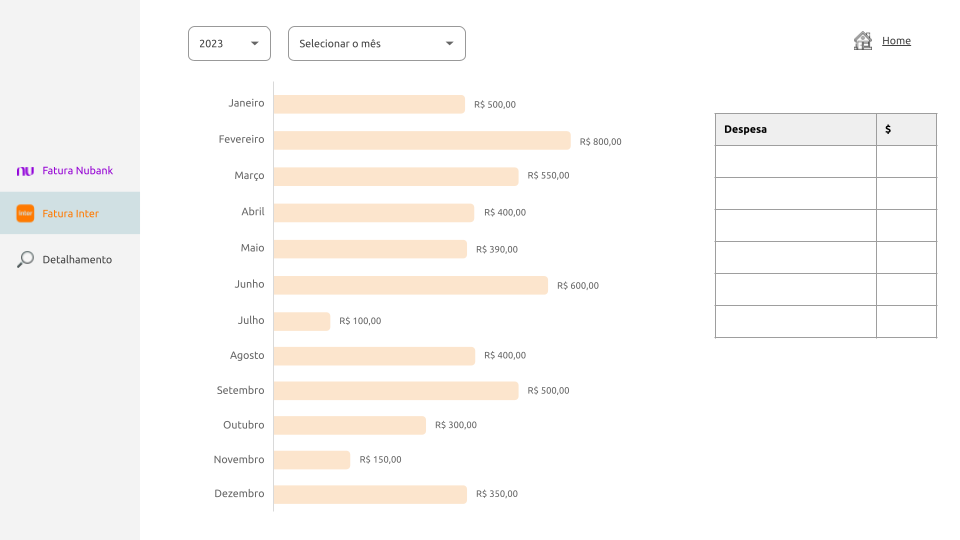 2023
Selecionar o mês
Home
nu Fatura Nubank
inter Fatura Inter
Detalhamento
Janeiro R$ 500,00
Fevereiro R$ 800,00
Março R$ 550,00
Abril R$ 400,00
Maio R$ 390,00
Junho R$ 600,00
Julho R$ 100,00
Agosto R$ 400,00
Setembro R$ 500,00
Outubro R$ 300,00
Novembro R$ 150,00
Dezembro R$ 350,00
Despesa $